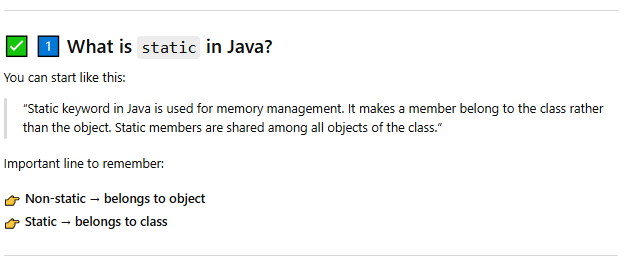 ✅ 1️⃣ What is static in Java?
You can start like this:
“Static keyword in Java is used for memory management. It makes a member belong to the class rather
than the object. Static members are shared among all objects of the class.”
Important line to remember:
👉 Non-static → belongs to object
👉 Static → belongs to class